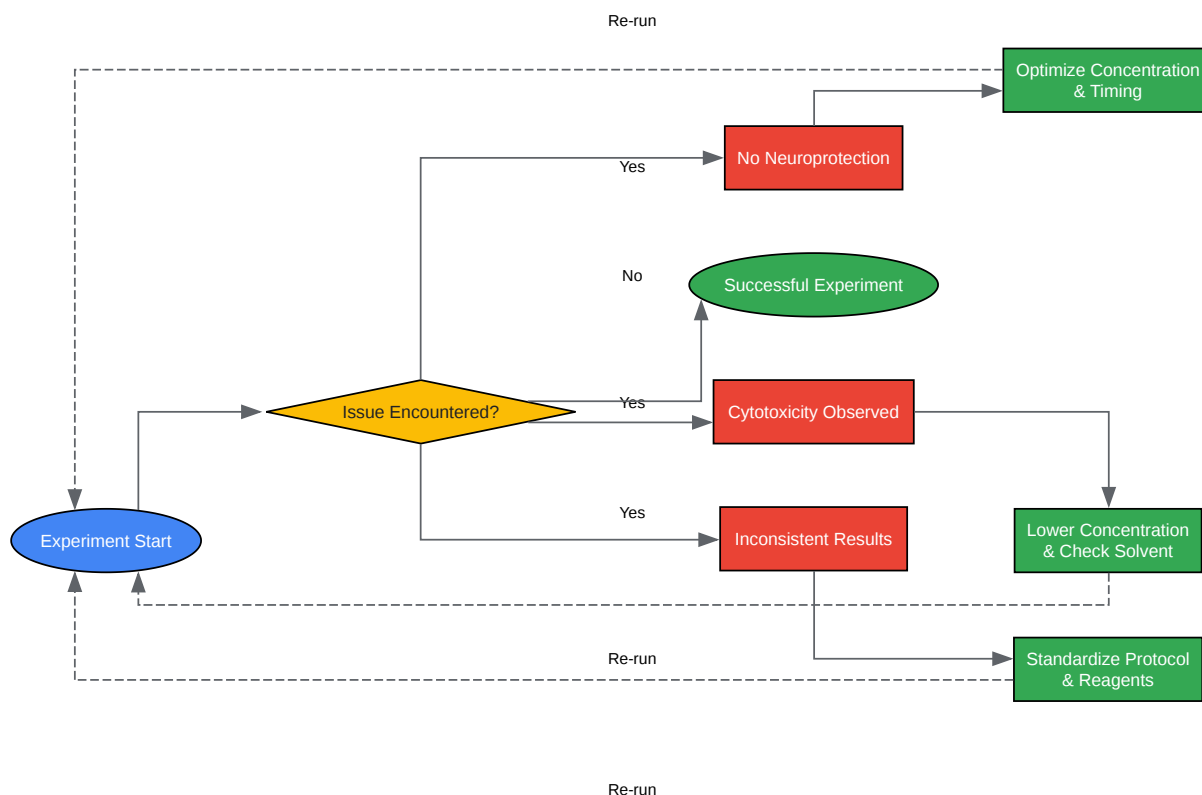 Re-run
Optimize Concentration
& Timing
No Neuroprotection
Yes
No
Successful Experiment
Issue Encountered?
Yes
Cytotoxicity Observed
Yes
Experiment Start
Inconsistent Results
Lower Concentration
& Check Solvent
Re-run
Standardize Protocol
& Reagents
Re-run